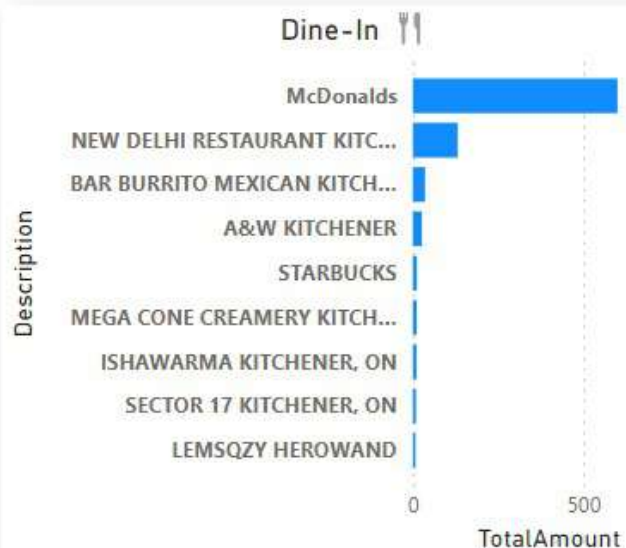 Dine-In
McDonalds
NEW DELHI RESTAURANT KITC...
BAR BURRITO MEXICAN KITCH...
A&W KITCHENER
STARBUCKS
MEGA CONE CREAMERY KITCH...
ISHAWARMA KITCHENER, ON
SECTOR 17 KITCHENER, ON
LEMSQZY HEROWAND
Description
0 500
TotalAmount